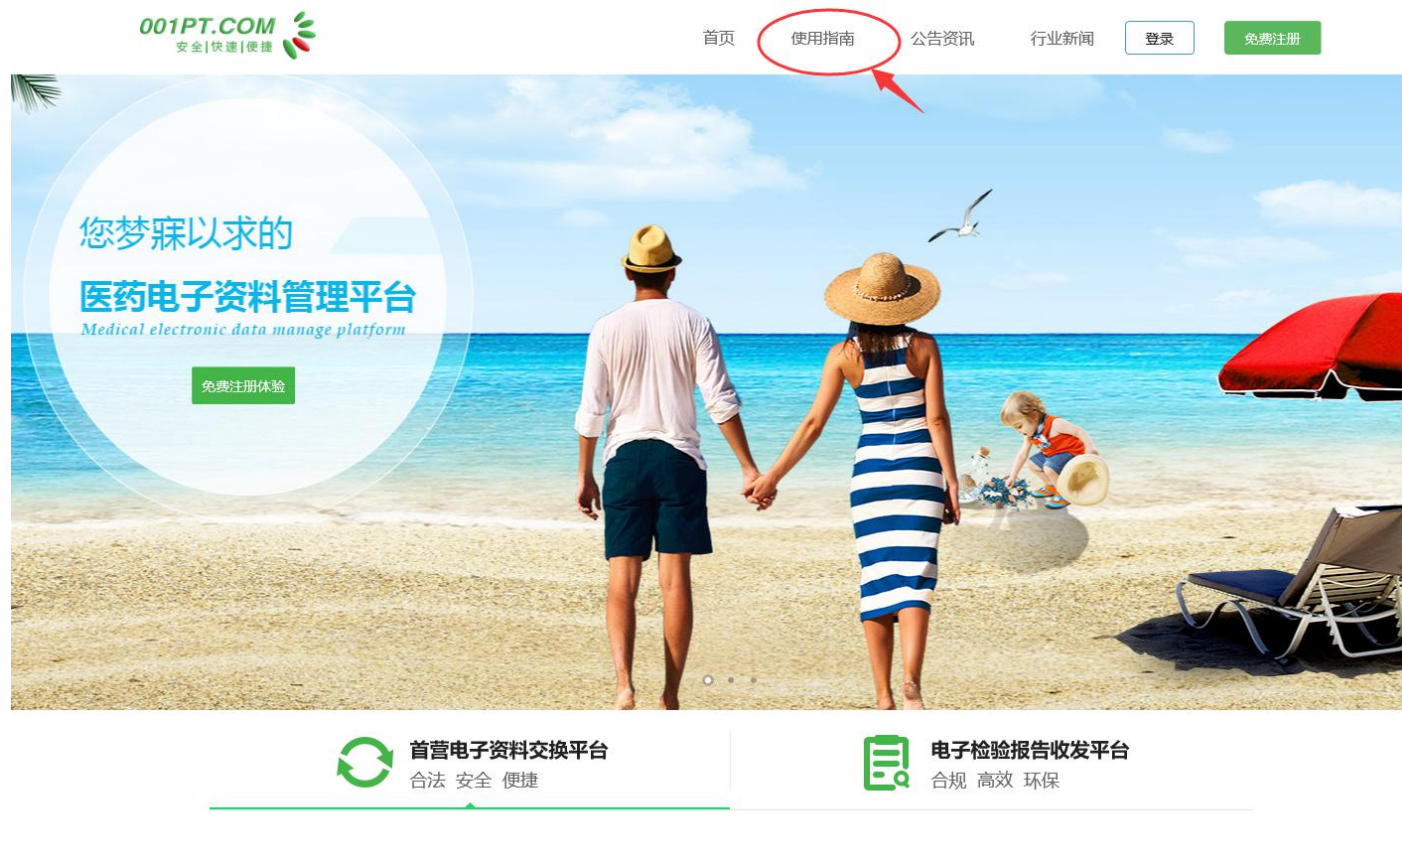 001PT.COM
安全|快速|便捷
首页 使用指南 公告资讯 行业新闻 登录 免费注册
您梦寐以求的
医药电子资料管理平台
Medical electronic data manage platform
免费注册体验
首营电子资料交换平台
合法 安全 便捷
电子检验报告收发平台
合规 高效 环保